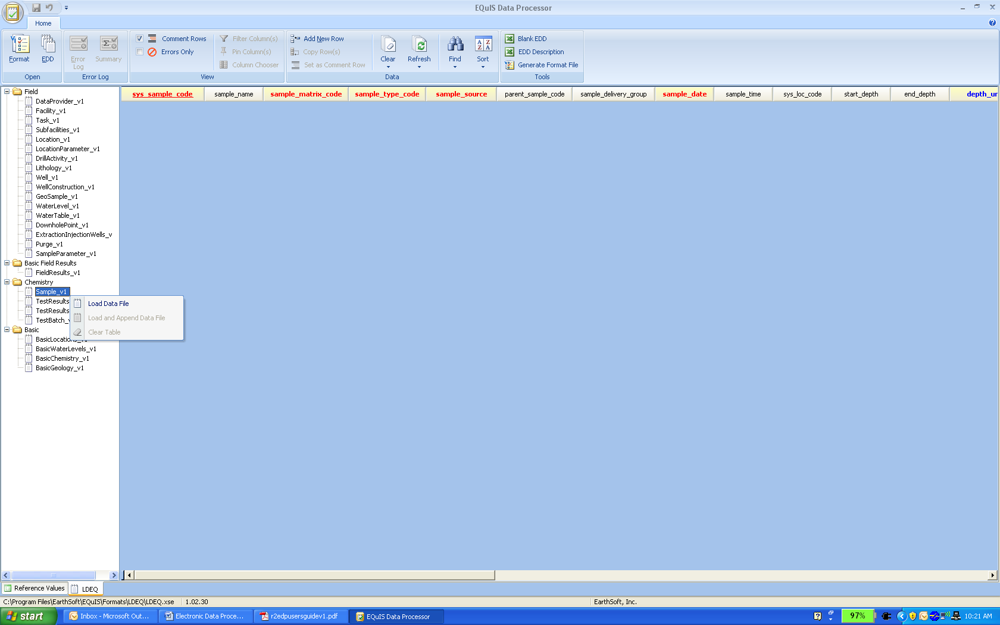 EQuIS Data Processor
Home
Format
EDD
Open
Error Log
Summary
Error Log
Comment Rows
Errors Only
Filter Column(s)
Pin Column(s)
Column Chooser
View
Add New Row
Copy Row(s)
Set as Comment Row
Clear
Refresh
Find
Sort
Data
Blank EDD
EDD Description
Generate Format File
Tools
Field
DataProvider_v1
Facility_v1
Task_v1
Subfacilities_v1
Location_v1
LocationParameter_v1
DrillActivity_v1
Lithology_v1
Well_v1
WellConstruction_v1
GeoSample_v1
WaterLevel_v1
WaterTable_v1
DownholePoint_v1
ExtractionInjectionWells_v
Purge_v1
SampleParameter_v1
Basic Field Results
FieldResults_v1
Chemistry
Sample_v1
TestResults
TestResults
TestBatch_v
Basic
BasicLocations_v1
BasicWaterLevels_v1
BasicChemistry_v1
BasicGeology_v1
Load Data File
Load and Append Data File
Clear Table
sys_sample_code sample_name sample_matrix_code sample_type_code sample_source parent_sample_code sample_delivery_group sample_date sample_time sys_loc_code start_depth end_depth depth_ur
Reference Values
LDEQ
C:\Program Files\EarthSoft\EQuIS\Formats\LDEQ\LDEQ.xse 1.02.30 EarthSoft, Inc.
start
Inbox - Microsoft Out...
Electronic Data Proce...
r2edpusersguidev1.pdf
EQuIS Data Processor
97%
10:21 AM